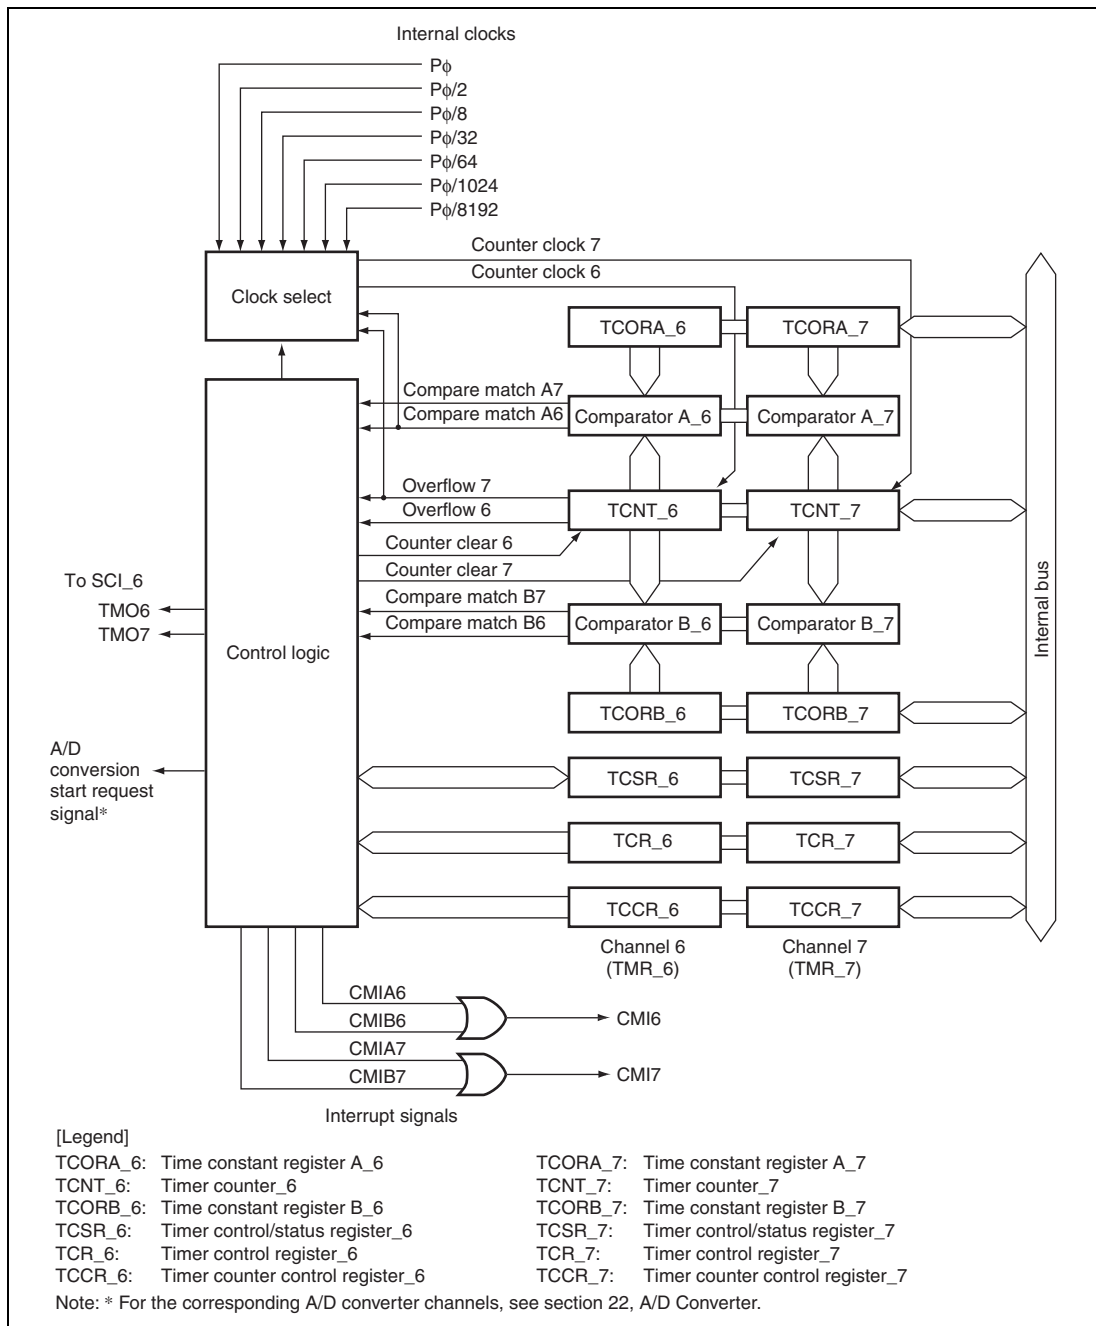 Internal clocks
Pϕ
Pϕ/2
Pϕ/8
Pϕ/32
Pϕ/64
Pϕ/1024
Pϕ/8192
Counter clock 7
Counter clock 6
Clock select
TCORA_6
TCORA_7
Compare match A7
Compare match A6
Comparator A_6
Comparator A_7
Overflow 7
Overflow 6
TCNT_6
TCNT_7
Counter clear 6
Counter clear 7
To SCI_6
TMO6
TMO7
Compare match B7
Compare match B6
Comparator B_6
Comparator B_7
Control logic
Internal bus
TCORB_6
TCORB_7
A/D
conversion
start request
signal*
TCSR_6
TCSR_7
TCR_6
TCR_7
TCCR_6
TCCR_7
Channel 6
(TMR_6)
Channel 7
(TMR_7)
CMIA6
CMIB6
CMI6
CMIA7
CMIB7
CMI7
Interrupt signals
[Legend]
TCORA_6: Time constant register A_6
TCNT_6: Timer counter_6
TCORB_6: Time constant register B_6
TCSR_6: Timer control/status register_6
TCR_6: Timer control register_6
TCCR_6: Timer counter control register_6
TCORA_7: Time constant register A_7
TCNT_7: Timer counter_7
TCORB_7: Time constant register B_7
TCSR_7: Timer control/status register_7
TCR_7: Timer control register_7
TCCR_7: Timer counter control register_7
Note: * For the corresponding A/D converter channels, see section 22, A/D Converter.